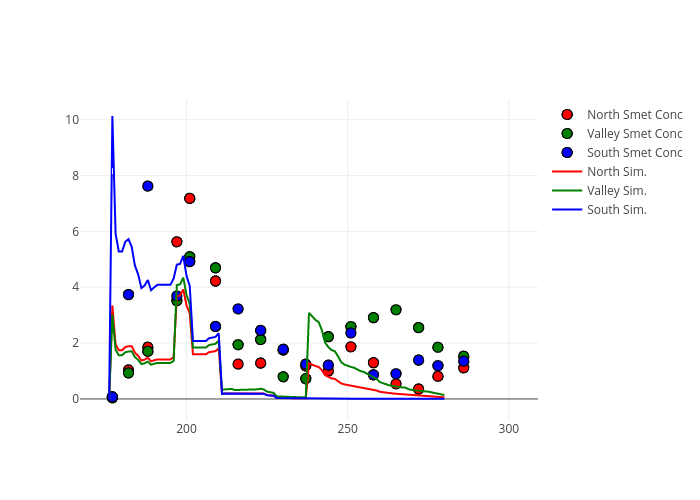 10
8
6
4
2
0
200
250
300
North Smet Conc
Valley Smet Conc
South Smet Conc
North Sim.
Valley Sim.
South Sim.